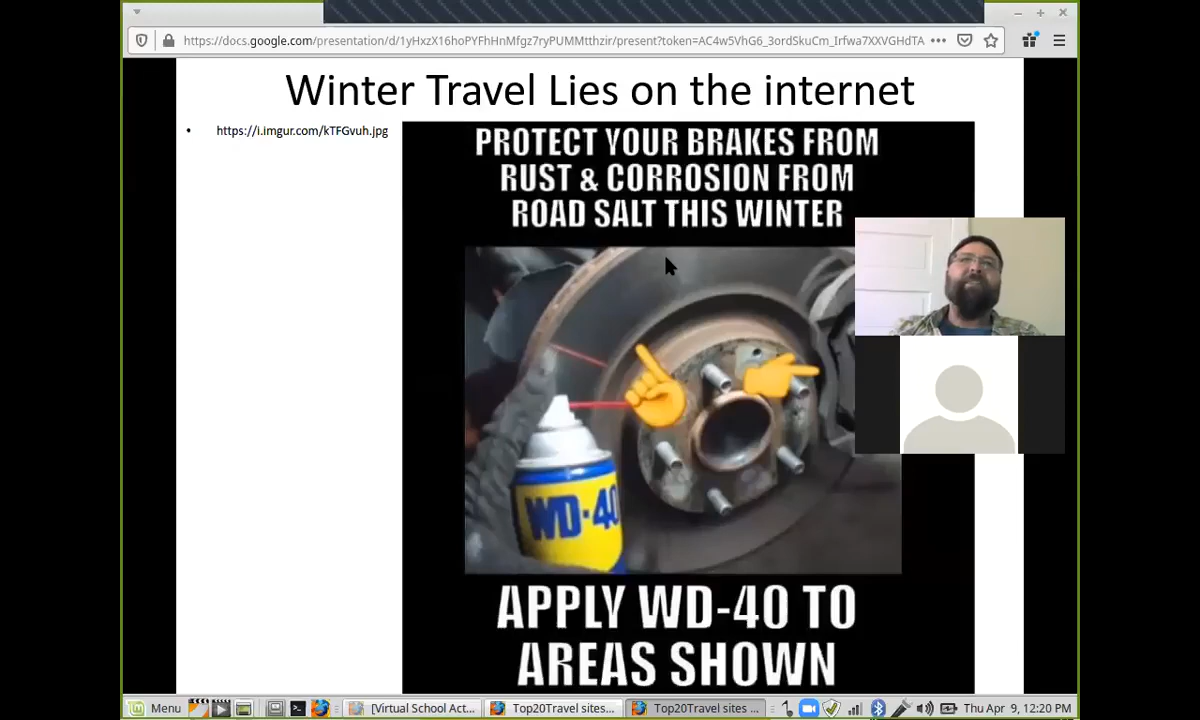 https://docs.google.com/presentation/d/1yHxzX16hoPYFhHnMfgz7ryPUMMtthzir/present?token=AC4w5VhG6_3ordSkuCm_Irfwa7XXVGHdTA
Winter Travel Lies on the internet
• https://i.imgur.com/kTFGvuh.jpg
PROTECT YOUR BRAKES FROM
RUST & CORROSION FROM
ROAD SALT THIS WINTER
WD-40
APPLY WD-40 TO
AREAS SHOWN
Menu [Virtual School Act... Top20Travel sites... Top20Travel sites ... Thu Apr 9, 12:20 PM